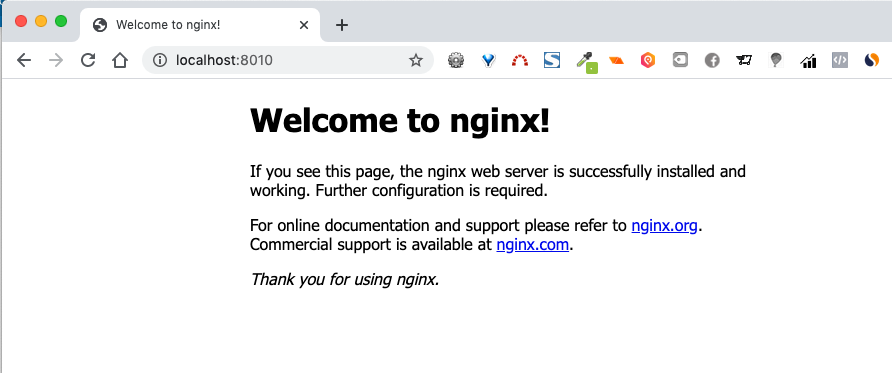 Welcome to nginx!
localhost:8010
Welcome to nginx!
If you see this page, the nginx web server is successfully installed and
working. Further configuration is required.
For online documentation and support please refer to nginx.org.
Commercial support is available at nginx.com.
Thank you for using nginx.